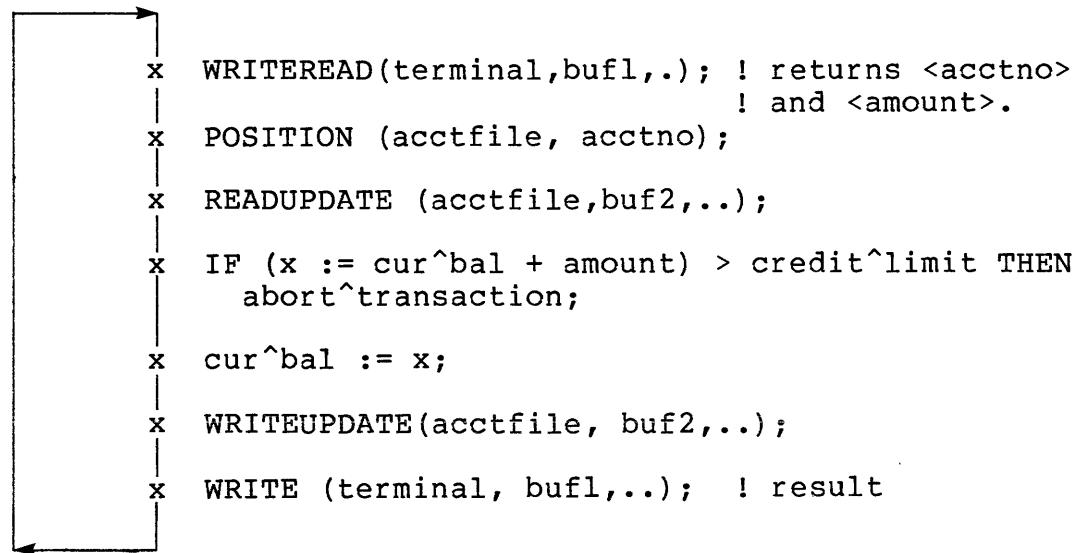 x WRITEREAD(terminal,buf1,.); ! returns <acctno>
! and <amount>.
x POSITION (acctfile, acctno);
x READUPDATE (acctfile,buf2,..);
x IF (x := cur^bal + amount) > credit^limit THEN
abort^transaction;
x cur^bal := x;
x WRITEUPDATE(acctfile, buf2,..);
x WRITE (terminal, buf1,..); ! result